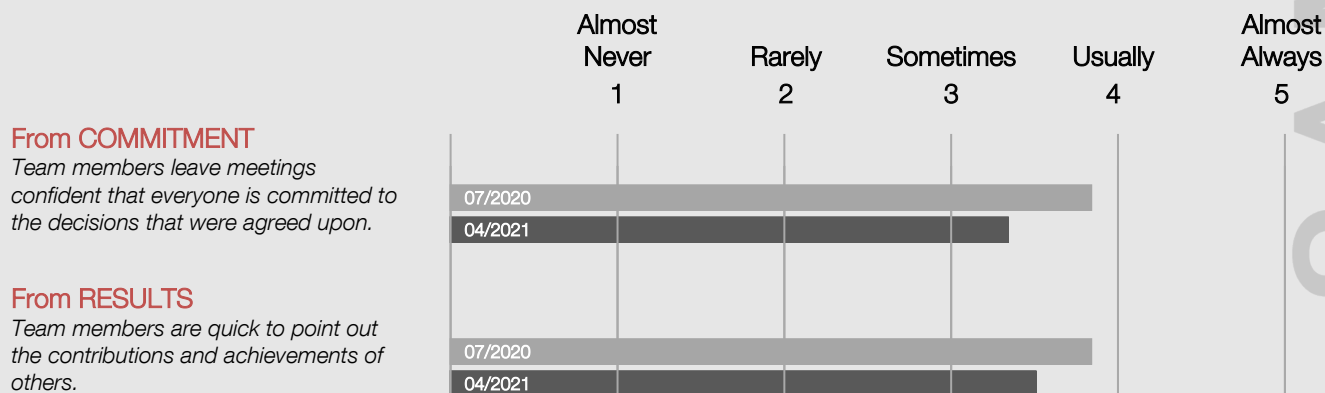 Almost Never
Rarely
Sometimes
Usually
Almost Always
1
2
3
4
5
From COMMITMENT
Team members leave meetings
confident that everyone is committed to
the decisions that were agreed upon.
07/2020
04/2021
From RESULTS
Team members are quick to point out
the contributions and achievements of
others.
07/2020
04/2021